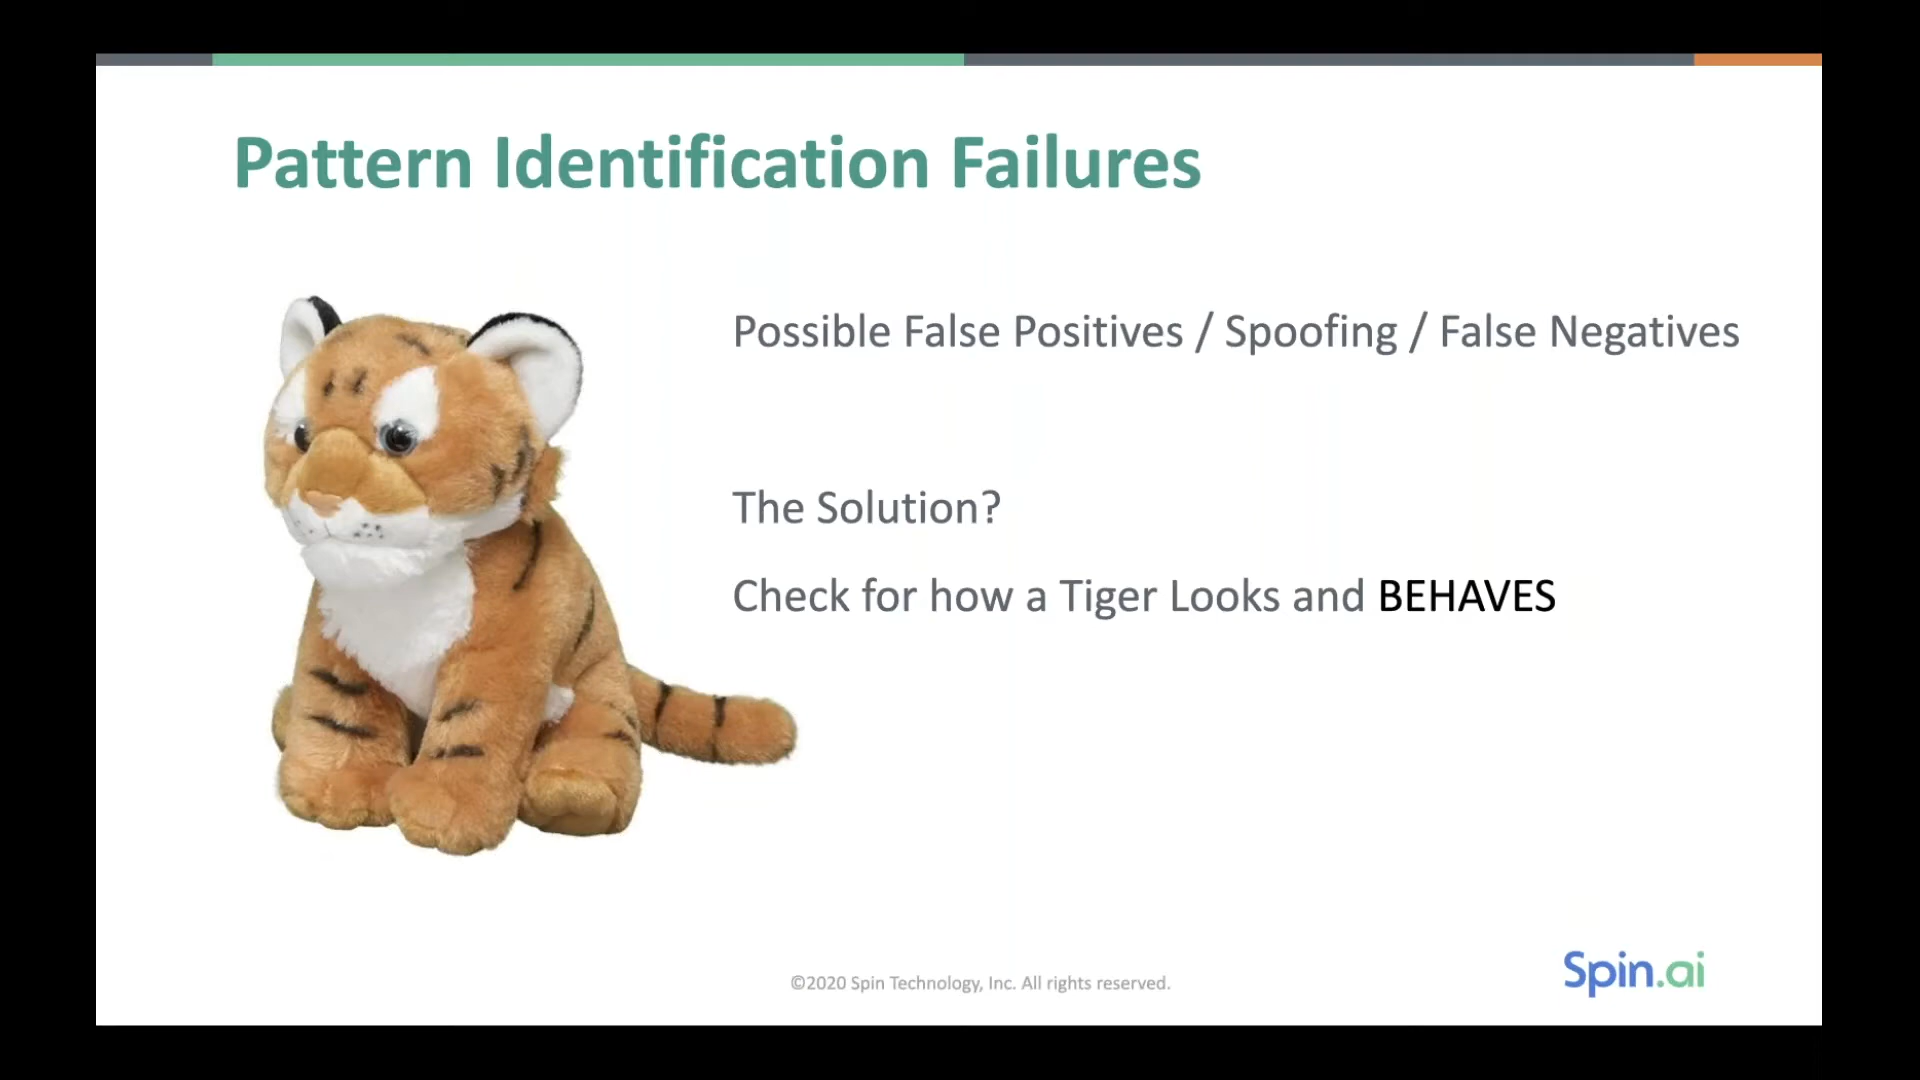 Pattern Identification Failures
Possible False Positives / Spoofing / False Negatives
The Solution?
Check for how a Tiger Looks and BEHAVES
©2020 Spin Technology, Inc. All rights reserved.
Spin.ai